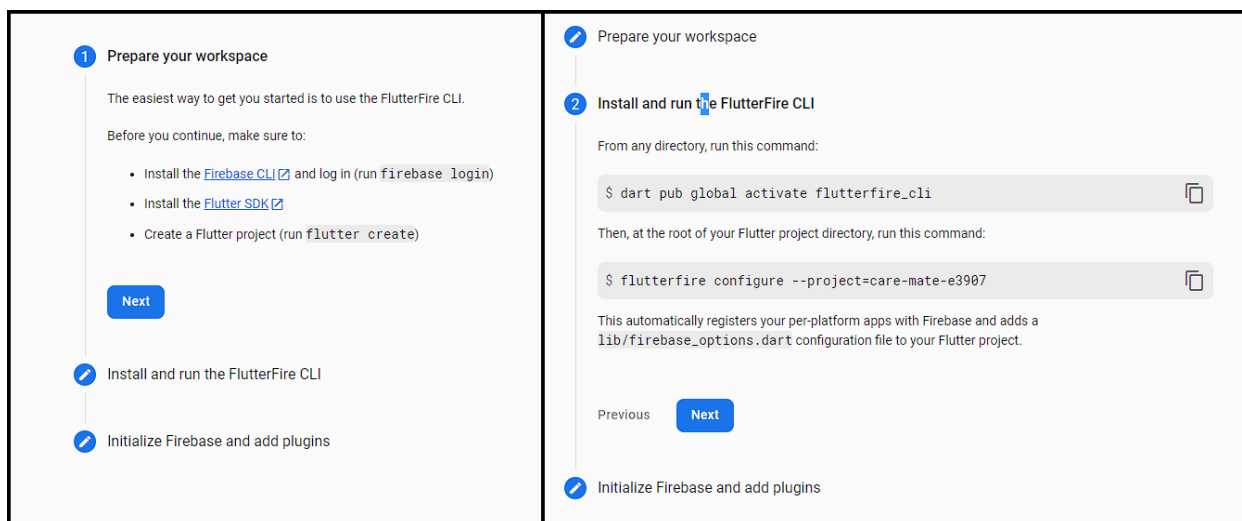 1 Prepare your workspace
The easiest way to get you started is to use the FlutterFire CLI.
Before you continue, make sure to:
• Install the Firebase CLI and log in (run firebase login)
• Install the Flutter SDK
• Create a Flutter project (run flutter create)
Next
Install and run the FlutterFire CLI
Initialize Firebase and add plugins
Prepare your workspace
2 Install and run the FlutterFire CLI
From any directory, run this command:
$ dart pub global activate flutterfire_cli
Then, at the root of your Flutter project directory, run this command:
$ flutterfire configure --project=care-mate-e3907
This automatically registers your per-platform apps with Firebase and adds a
lib/firebase_options.dart configuration file to your Flutter project.
Previous Next
Initialize Firebase and add plugins